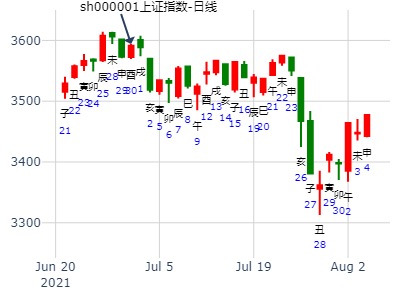 sh000001上证指数-日线
3600
3500
3400
3300
子 丑 寅 卯 辰 未 申 酉 戌 亥 寅 卯 辰 巳 午 酉 戌 亥 子 卯 辰 巳 午 未 申 亥 子 丑 寅 卯 午 未 申
21 22 23 24 25 28 29 30 1 2 5 6 7 8 9 12 13 14 15 16 19 20 21 22 23 26 27 28 29 30 2 3 4
Jun 20 Jul 5 Jul 19 Aug 2
2021